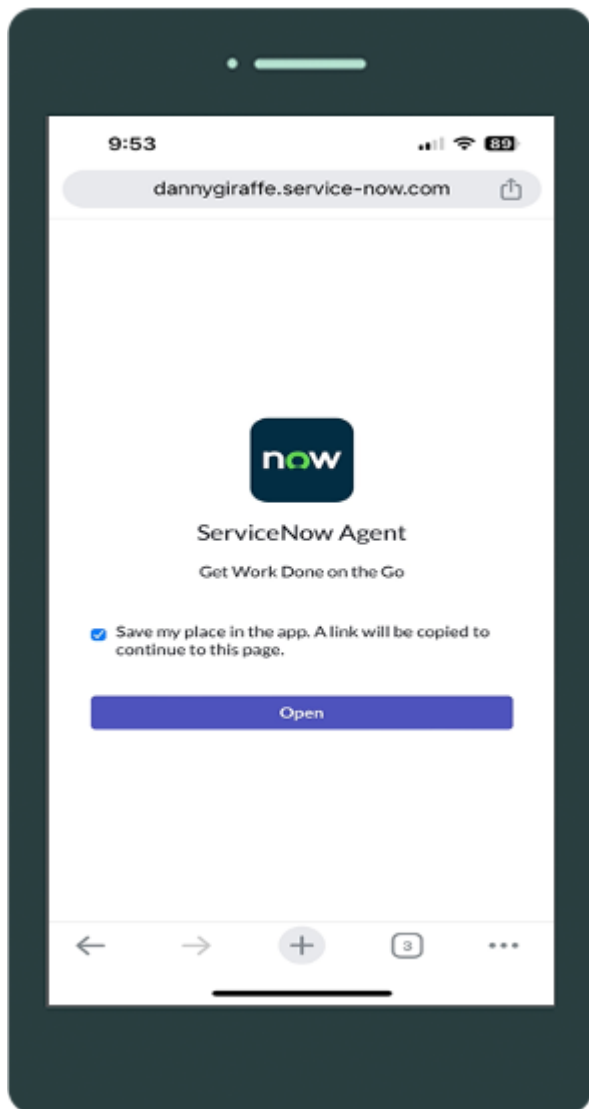 9:53
89
dannygiraffe.service-now.com
now
ServiceNow Agent
Get Work Done on the Go
Save my place in the app. A link will be copied to
continue to this page.
Open
3